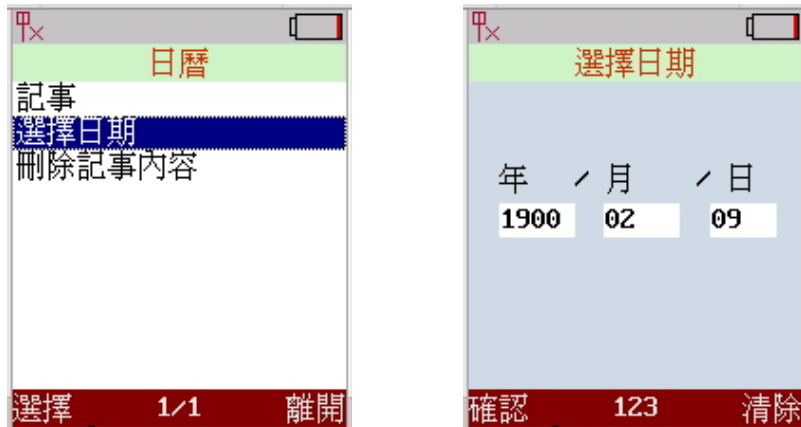 日曆
記事
選擇日期
刪除記事內容
選擇 1/1 離開
選擇日期
年 / 月 / 日
1900 02 09
確認 123 清除